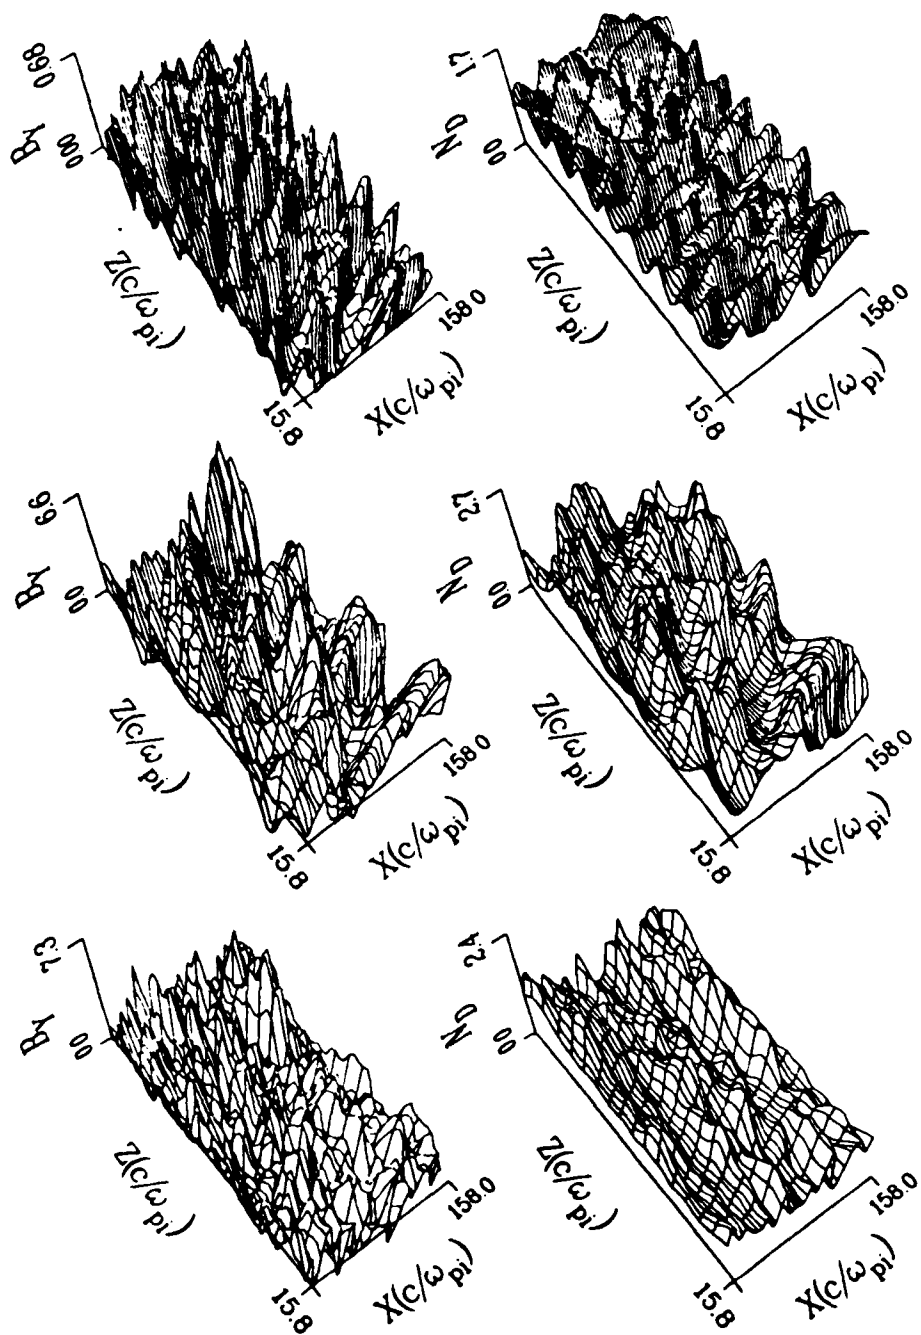 0.68
B_Y
0.0
Z(c/ω_pi)
15.8
X(c/ω_pi)
158.0
1.7
N_D
0.0
Z(c/ω_pi)
15.8
X(c/ω_pi)
158.0
6.6
B_Y
0.0
Z(c/ω_pi)
15.8
X(c/ω_pi)
158.0
2.7
N_D
0.0
Z(c/ω_pi)
15.8
X(c/ω_pi)
158.0
7.3
B_Y
0.0
Z(c/ω_pi)
15.8
X(c/ω_pi)
158.0
2.4
N_D
0.0
Z(c/ω_pi)
15.8
X(c/ω_pi)
158.0